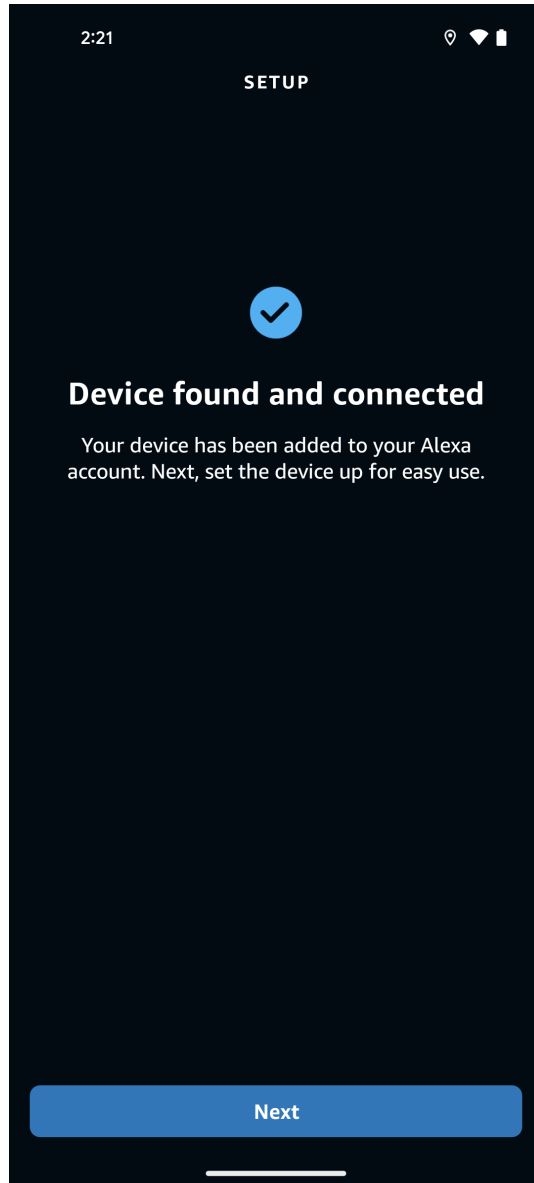 2:21
SETUP
Device found and connected
Your device has been added to your Alexa
account. Next, set the device up for easy use.
Next